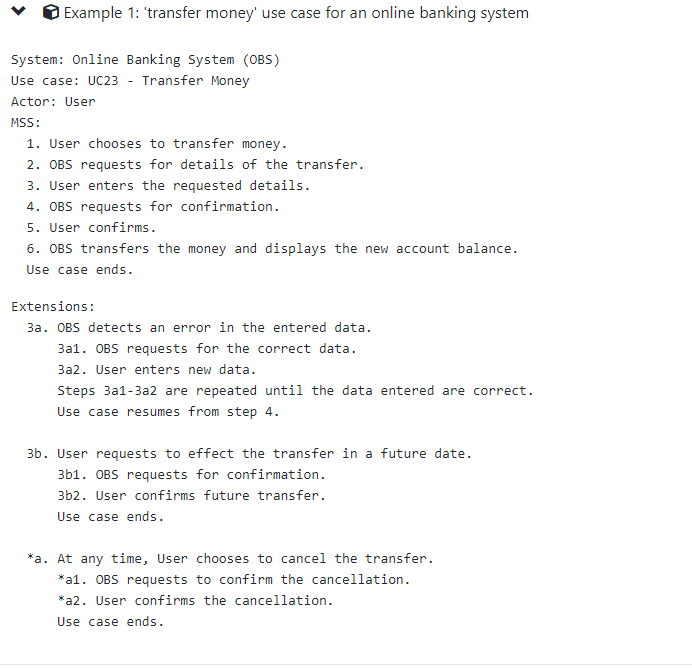 Example 1: 'transfer money' use case for an online banking system
System: Online Banking System (OBS)
Use case: UC23 - Transfer Money
Actor: User
MSS:
1. User chooses to transfer money.
2. OBS requests for details of the transfer.
3. User enters the requested details.
4. OBS requests for confirmation.
5. User confirms.
6. OBS transfers the money and displays the new account balance.
Use case ends.
Extensions:
3a. OBS detects an error in the entered data.
3a1. OBS requests for the correct data.
3a2. User enters new data.
Steps 3a1-3a2 are repeated until the data entered are correct.
Use case resumes from step 4.
3b. User requests to effect the transfer in a future date.
3b1. OBS requests for confirmation.
3b2. User confirms future transfer.
Use case ends.
*a. At any time, User chooses to cancel the transfer.
*a1. OBS requests to confirm the cancellation.
*a2. User confirms the cancellation.
Use case ends.